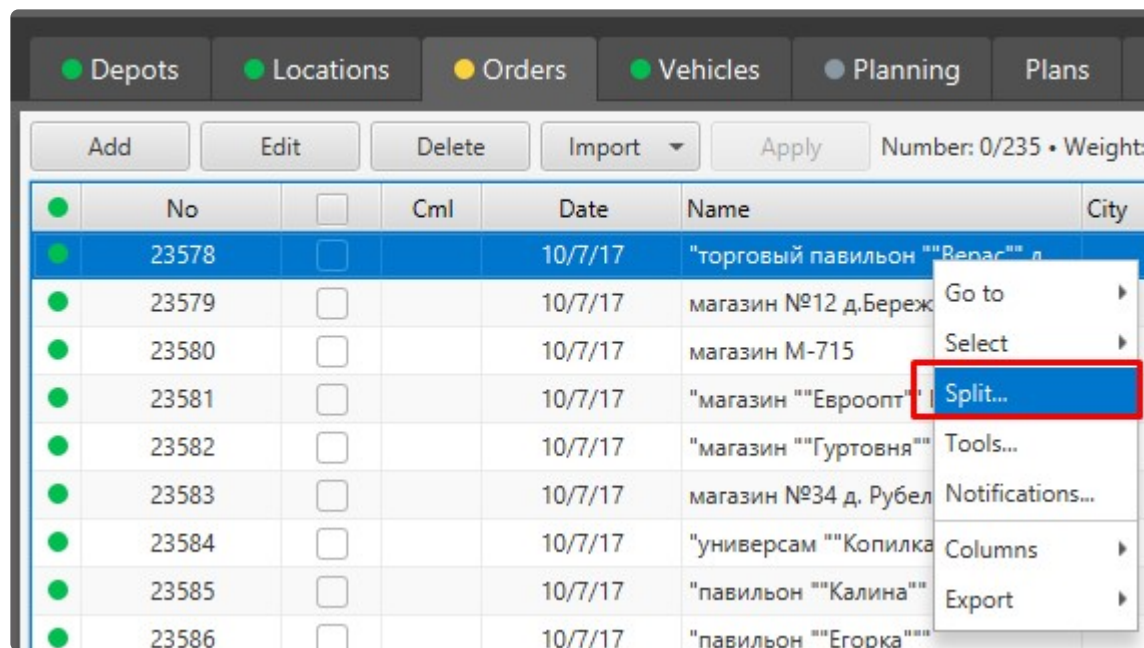 Depots Locations Orders Vehicles Planning Plans
Add Edit Delete Import Apply Number: 0/235 • Weight:
No Cml Date Name City
23578 10/7/17 "торговый павильон ""Верас"" д
23579 10/7/17 магазин №12 д.Береж
Go to
23580 10/7/17 магазин М-715
Select
23581 10/7/17 "магазин ""Евроопт""
Split...
23582 10/7/17 "магазин ""Гуртовня""
Tools...
23583 10/7/17 магазин №34 д. Рубел
Notifications...
23584 10/7/17 "универсам ""Копилка
Columns
23585 10/7/17 "павильон ""Калина""
Export
23586 10/7/17 "павильон ""Егорка"""